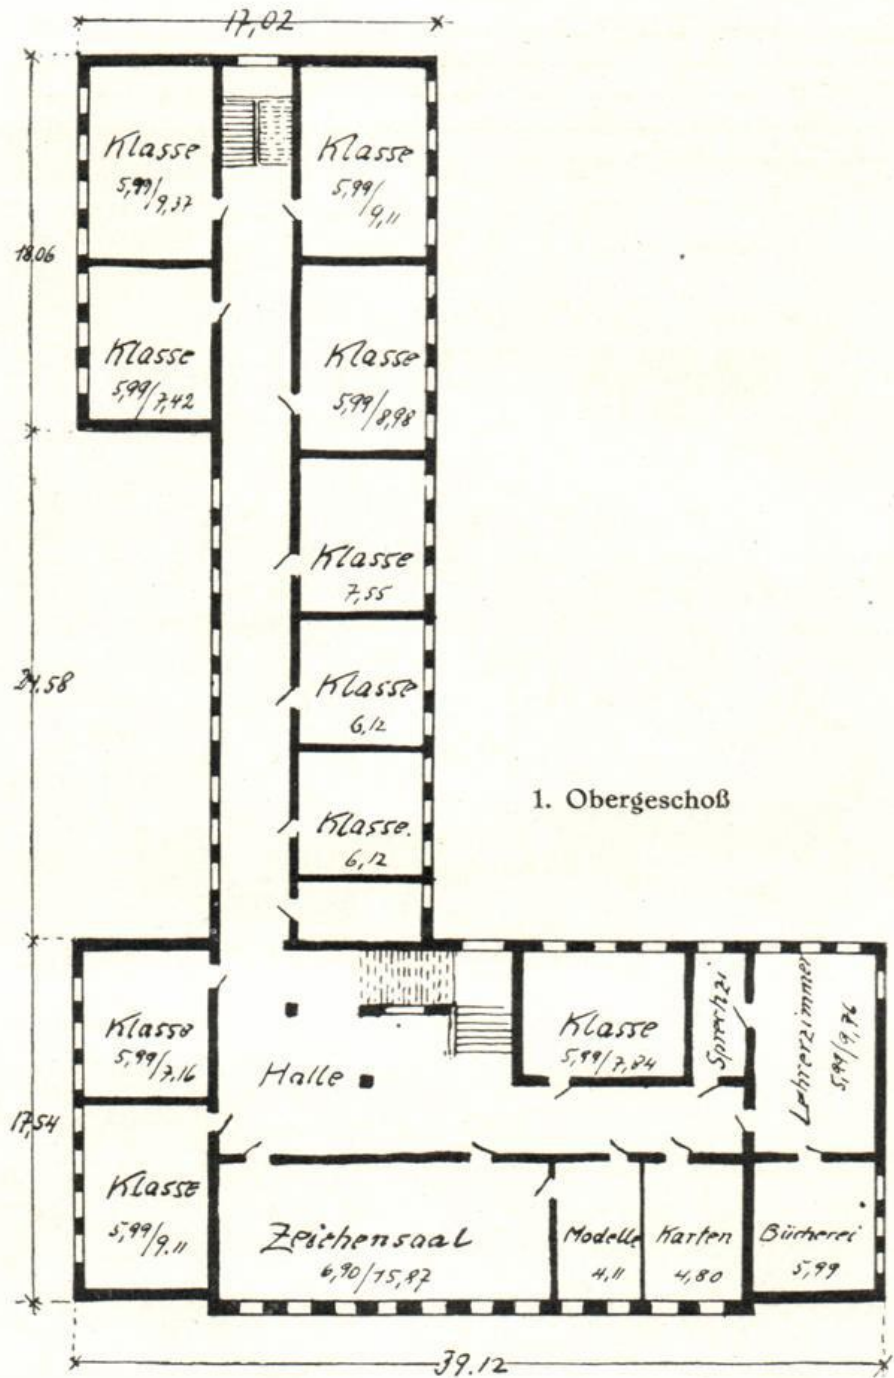 17,02
Klasse
5,99/9,37
Klasse
5,99/9,11
18.06
Klasse
5,99/7,42
Klasse
5,99/8,98
Klasse
7,55
24.58
Klasse
6,12
1. Obergeschoß
Klasse.
6,12
Klasse
5,99/7,16
Halle
Klasse
5,99/7,84
Sprechzi
Lehrerzimmer
5,99/9,76
17,54
Klasse
5,99/9.11
Zeichensaal
6,90/15,87
Modelle
4,11
Karten
4,80
Bücherei
5,99
39.12